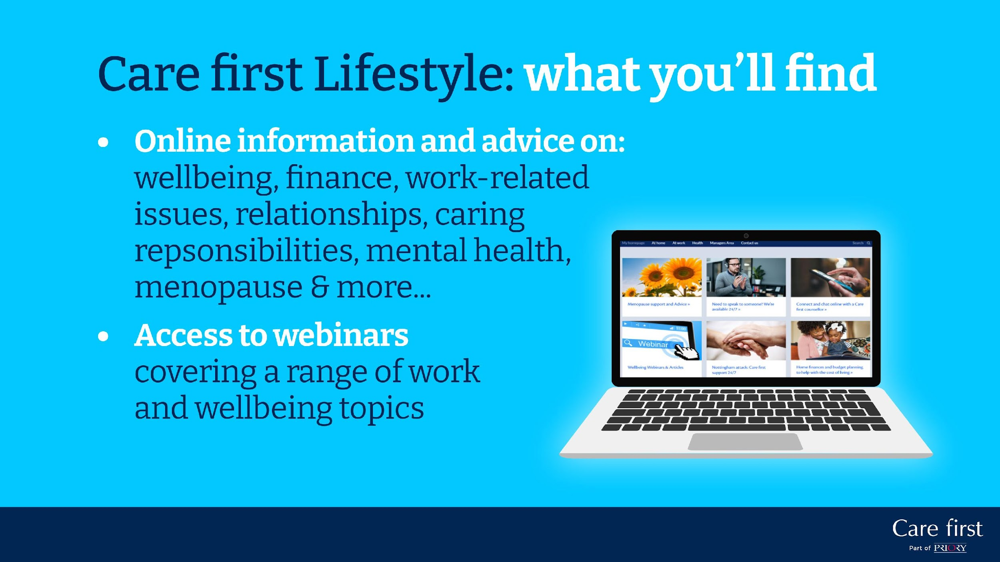 Care first Lifestyle: what you'll find
• Online information and advice on:
wellbeing, finance, work-related
issues, relationships, caring
repsonsibilities, mental health,
menopause & more...
• Access to webinars
covering a range of work
and wellbeing topics
My homepage At home At work Health Managers Area Contact us Search
Menopause support and Advice »
Need to speak to someone? We're
available 24/7 »
Connect and chat online with a Care
first counsellor »
11:00
Webinar
Wellbeing Webinars & Articles
Nottingham attack: Care first
support 24/7
Home finances and budget planning,
to help with the cost of living »
Care first
Part of PRIORY